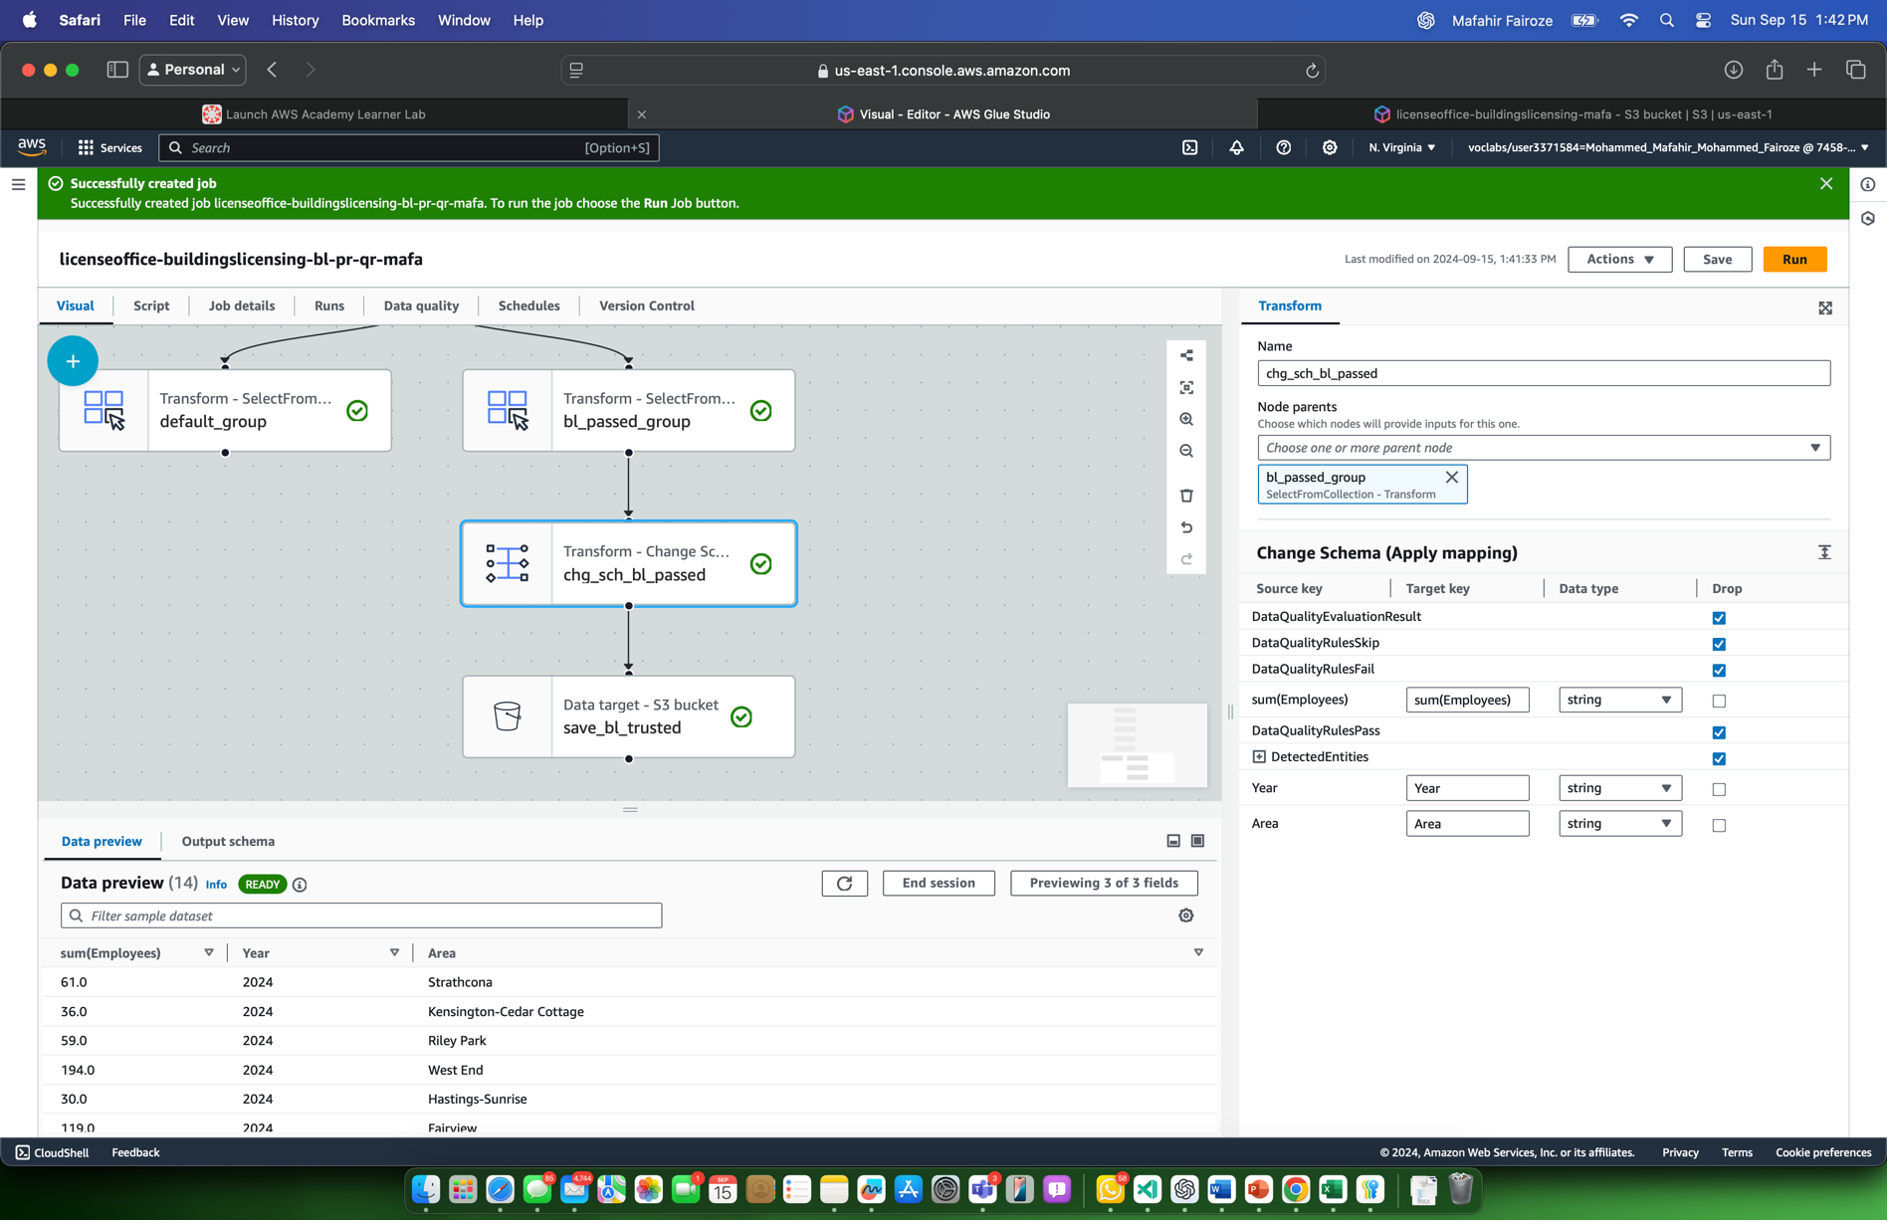 Safari File Edit View History Bookmarks Window Help
Mafahir Fairoze Sun Sep 15 1:42 PM
Personal
us-east-1.console.aws.amazon.com
Launch AWS Academy Learner Lab
Visual - Editor - AWS Glue Studio
licenseoffice-buildingslicensing-mafa - S3 bucket | S3 | us-east-1
aws Services Search [Option+S]
N. Virginia voclabs/user3371584=Mohammed_Mafahir_Mohammed_Fairoze @ 7458-...
Successfully created job
Successfully created job licenseoffice-buildingslicensing-bl-pr-qr-mafa. To run the job choose the Run Job button.
licenseoffice-buildingslicensing-bl-pr-qr-mafa
Last modified on 2024-09-15, 1:41:33 PM Actions Save Run
Visual Script Job details Runs Data quality Schedules Version Control
Transform - SelectFrom...
default_group
Transform - SelectFrom...
bl_passed_group
Transform - Change Sc...
chg_sch_bl_passed
Data target - S3 bucket
save_bl_trusted
Transform
Name
chg_sch_bl_passed
Node parents
Choose which nodes will provide inputs for this one.
Choose one or more parent node
bl_passed_group
SelectFromCollection - Transform
Change Schema (Apply mapping)
Source key Target key Data type Drop
DataQualityEvaluationResult
DataQualityRulesSkip
DataQualityRulesFail
sum(Employees) sum(Employees) string
DataQualityRulesPass
DetectedEntities
Year Year string
Area Area string
Data preview Output schema
Data preview (14) Info READY
End session Previewing 3 of 3 fields
Filter sample dataset
sum(Employees) Year Area
61.0 2024 Strathcona
36.0 2024 Kensington-Cedar Cottage
59.0 2024 Riley Park
194.0 2024 West End
30.0 2024 Hastings-Sunrise
119.0 2024 Fairview
CloudShell Feedback
© 2024, Amazon Web Services, Inc. or its affiliates. Privacy Terms Cookie preferences
85 4,744 1 SEP 15 3 58